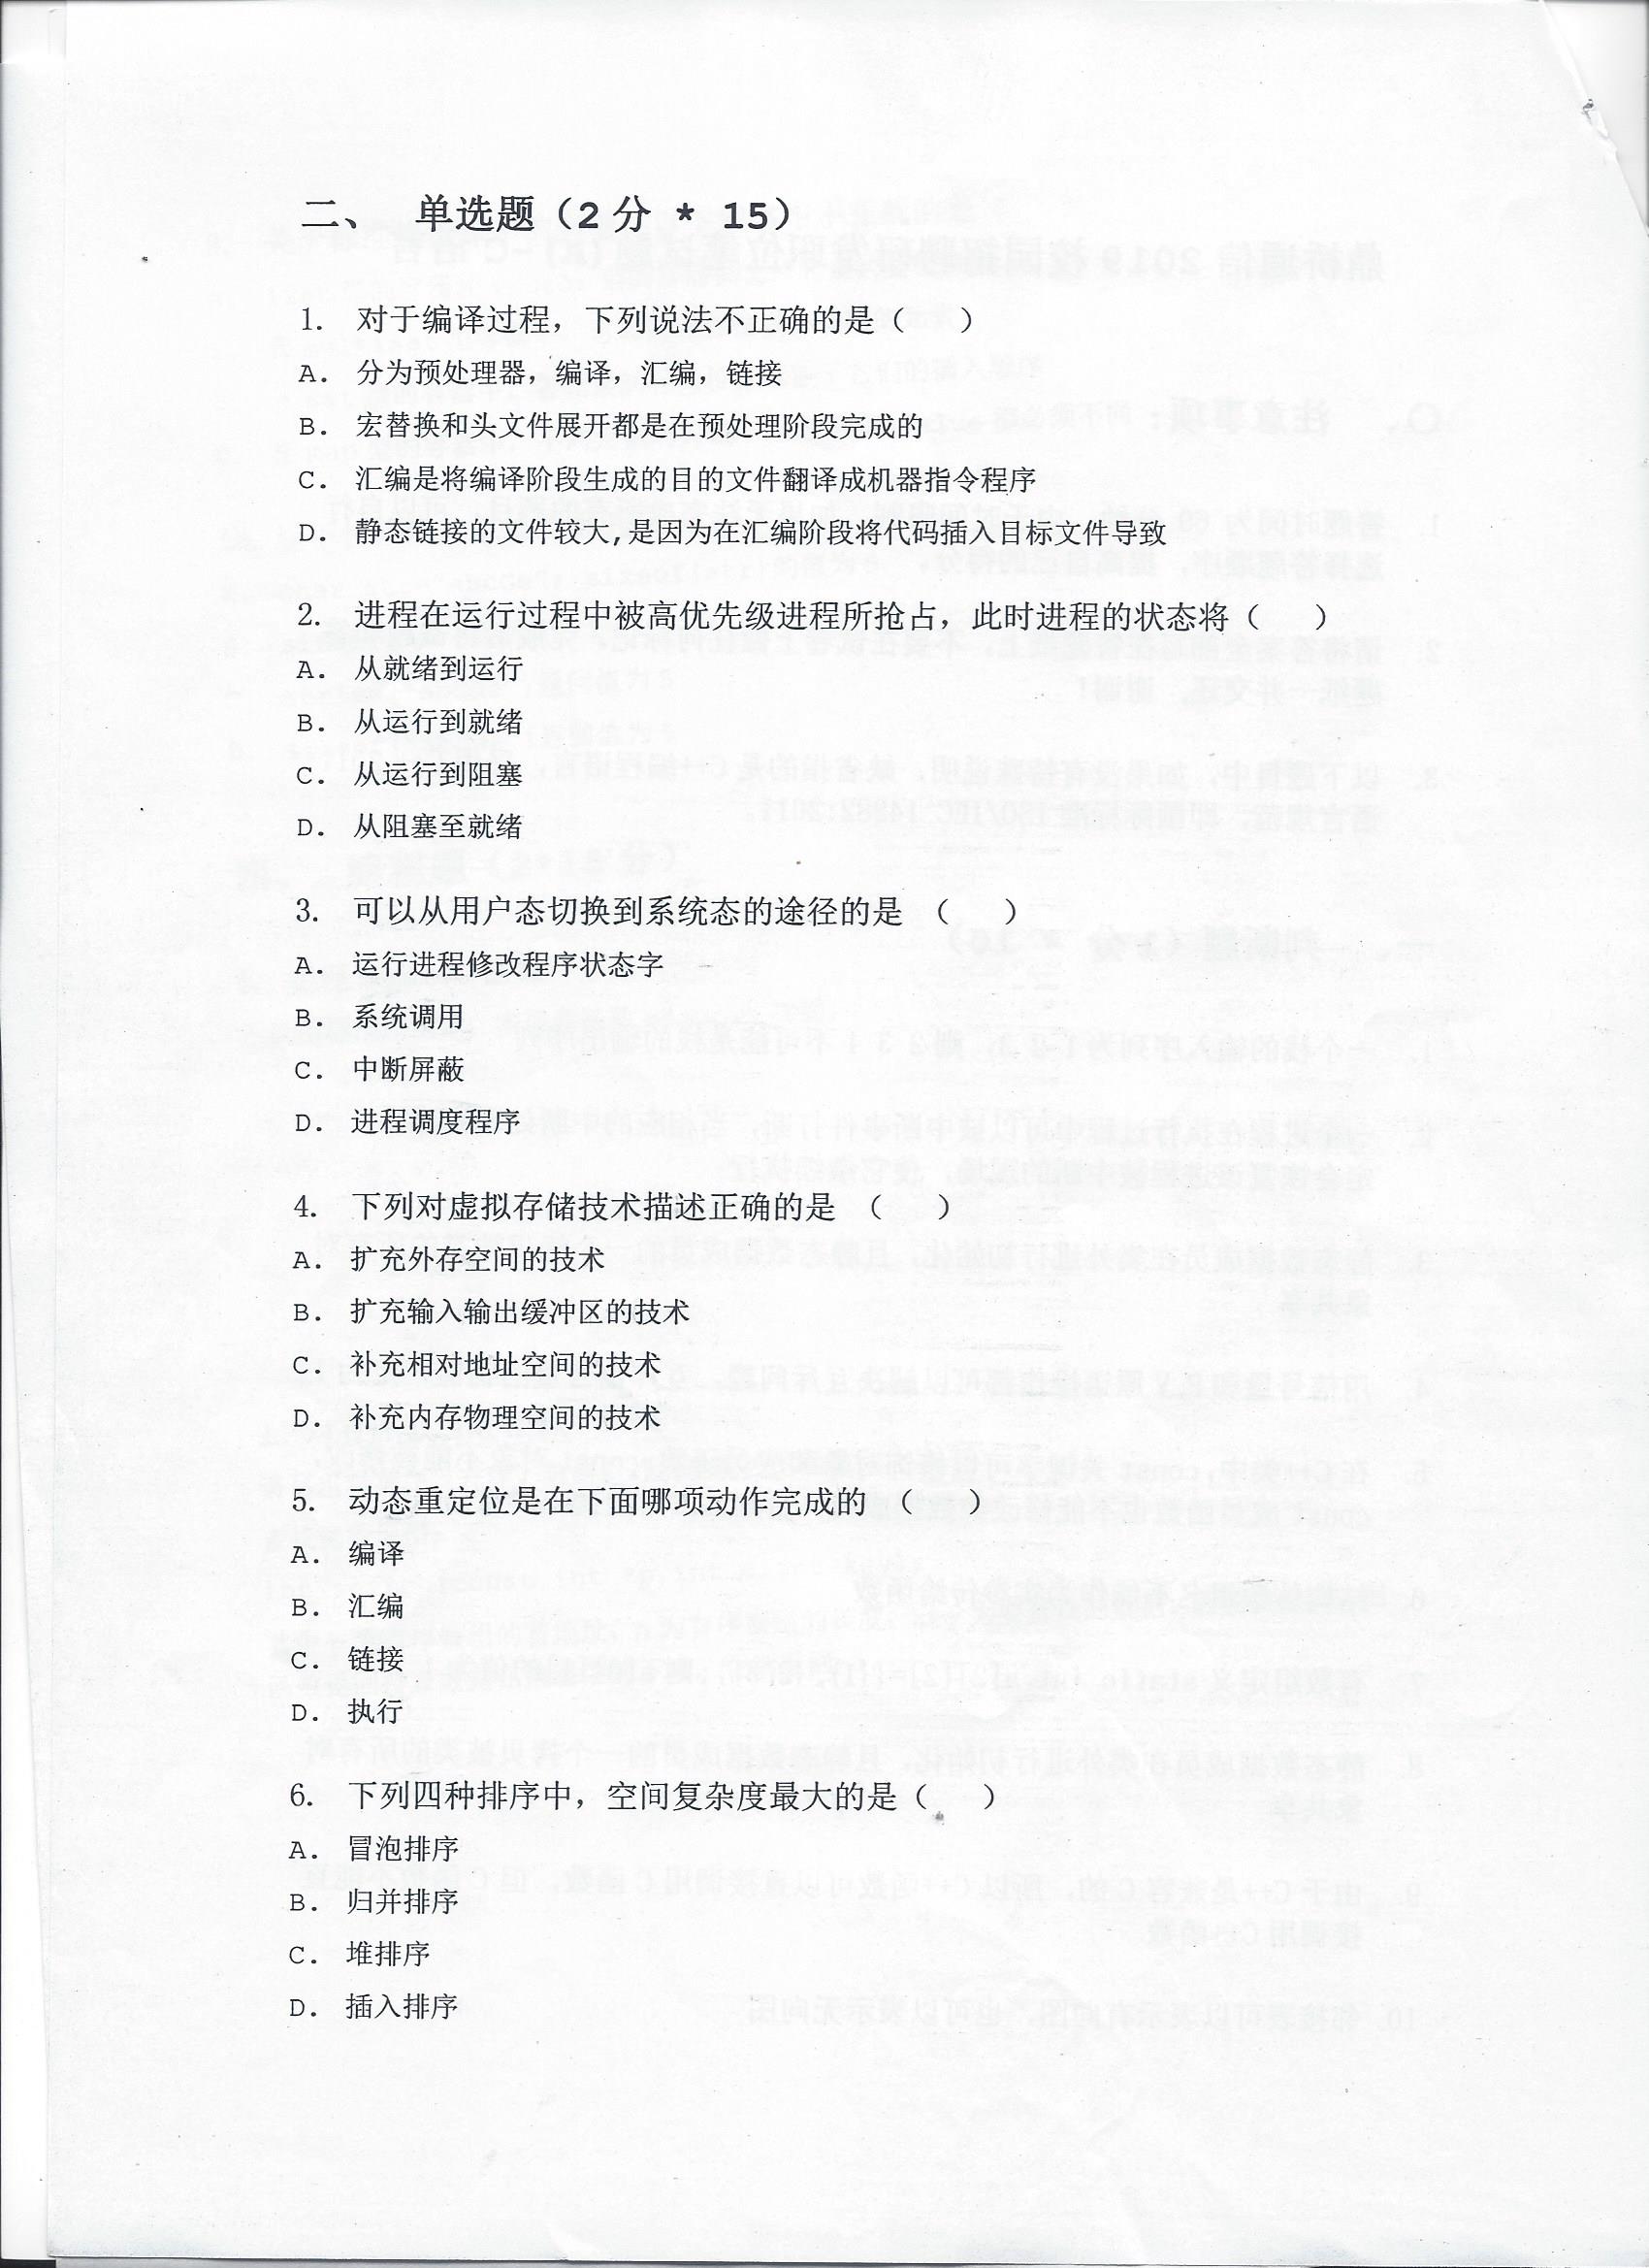 二、 单选题（2分 * 15）
1. 对于编译过程，下列说法不正确的是（ ）
A. 分为预处理器，编译，汇编，链接
B. 宏替换和头文件展开都是在预处理阶段完成的
C. 汇编是将编译阶段生成的目的文件翻译成机器指令程序
D. 静态链接的文件较大,是因为在汇编阶段将代码插入目标文件导致
2. 进程在运行过程中被高优先级进程所抢占，此时进程的状态将（ ）
A. 从就绪到运行
B. 从运行到就绪
C. 从运行到阻塞
D. 从阻塞至就绪
3. 可以从用户态切换到系统态的途径的是 （ ）
A. 运行进程修改程序状态字
B. 系统调用
C. 中断屏蔽
D. 进程调度程序
4. 下列对虚拟存储技术描述正确的是 （ ）
A. 扩充外存空间的技术
B. 扩充输入输出缓冲区的技术
C. 补充相对地址空间的技术
D. 补充内存物理空间的技术
5. 动态重定位是在下面哪项动作完成的 （ ）
A. 编译
B. 汇编
C. 链接
D. 执行
6. 下列四种排序中，空间复杂度最大的是（ ）
A. 冒泡排序
B. 归并排序
C. 堆排序
D. 插入排序